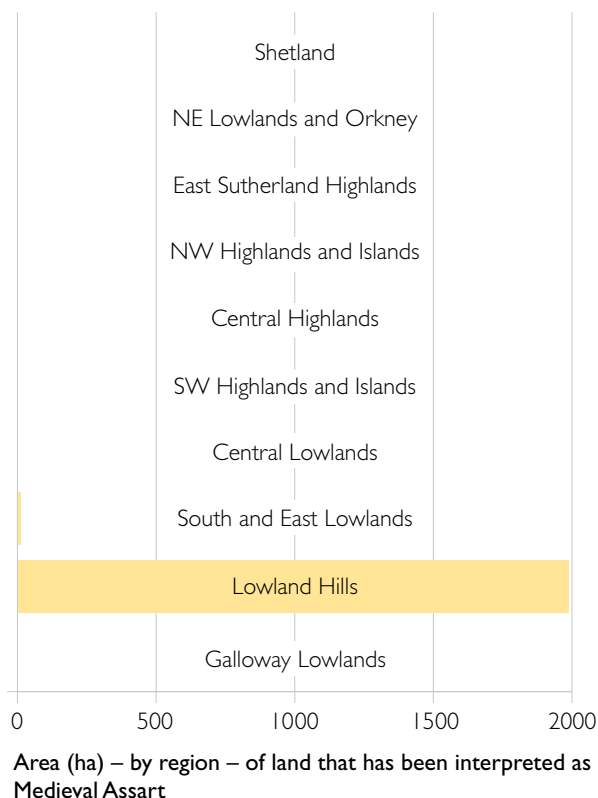 Shetland
NE Lowlands and Orkney
East Sutherland Highlands
NW Highlands and Islands
Central Highlands
SW Highlands and Islands
Central Lowlands
South and East Lowlands
Lowland Hills
Galloway Lowlands
0 500 1000 1500 2000
Area (ha) – by region – of land that has been interpreted as
Medieval Assart